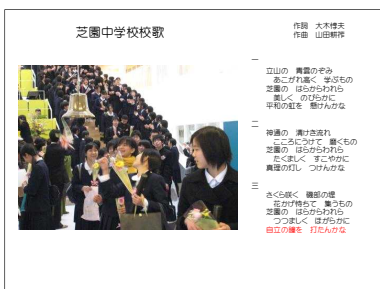 芝園中学校校歌
作詞　大木惇夫
作曲　山田耕筰
一
立山の　青雲のぞみ
あこがれ高く　学ぶもの
芝園の　はらからわれら
美しく　のびらかに
平和の虹を　懸けんかな
二
神通の　清け き流れ
こころにつけて　磨くもの
芝園の　はらからわれら
たくましく　すこやかに
真理の灯し　つけんかな
三
さくら咲く　磯部の堤
花かげ侍ちて　集うもの
芝園の　はらからわれら
つつましく　ほがらかに
自立の鐘を　打たんかな